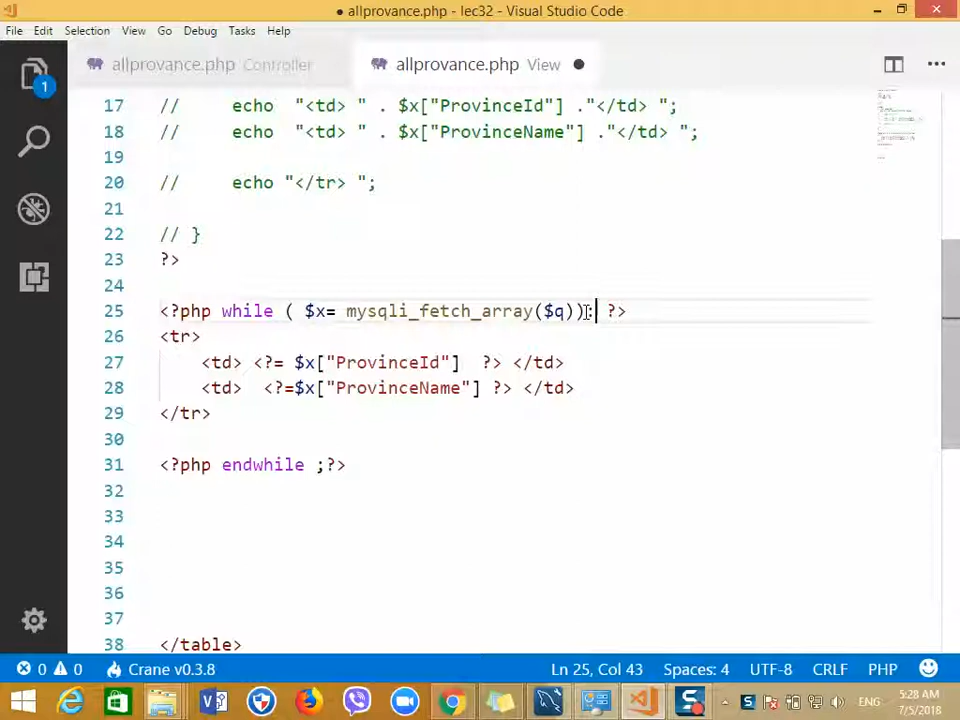 ● allprovance.php - lec32 - Visual Studio Code
File Edit Selection View Go Debug Tasks Help
allprovance.php Controller
allprovance.php View ●
1
17 // echo "<td> " . $x["ProvinceId"] ."</td> ";
18 // echo "<td> " . $x["ProvinceName"] ."</td> ";
19
20 // echo "</tr> ";
21
22 // }
23 ?>
24
25 <?php while ( $x= mysqli_fetch_array($q)): ?>
26 <tr>
27 <td> <?= $x["ProvinceId"] ?> </td>
28 <td> <?=$x["ProvinceName"] ?> </td>
29 </tr>
30
31 <?php endwhile ;?>
32
33
34
35
36
37
38 </table>
0 0 Crane v0.3.8 Ln 25, Col 43 Spaces: 4 UTF-8 CRLF PHP
ENG 5:28 AM
7/5/2018